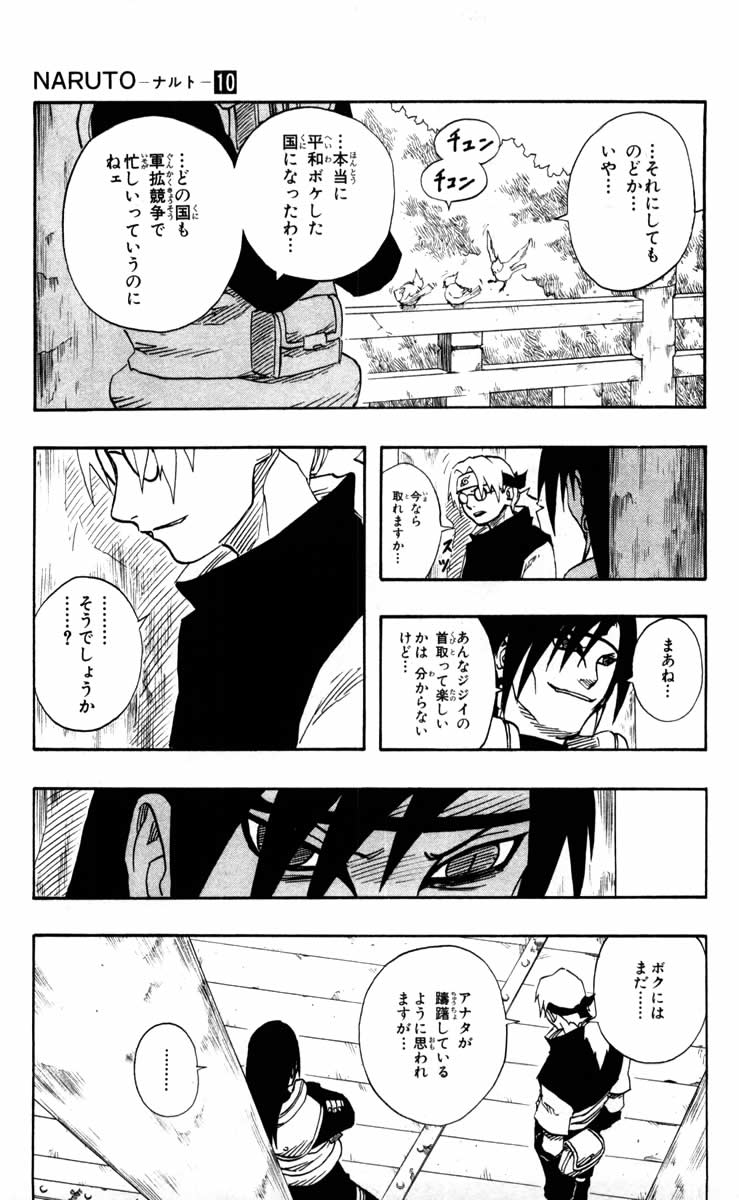 NARUTO―ナルト―10
…それにしても
のどか…
いや…
チュン
チュン
…本当に
平和ボケした
国になったわ…
…どの国も
軍拡競争で
忙しいっていうのに
ねェ
今なら
取れますか…
スッ
まあね…
あんなジジイの
首取って楽しい
かは 分からない
けど…
………
そうでしょうか
……?
ボクには
まだ……
アナタが
躊躇している
ように思われ
ますが…
……